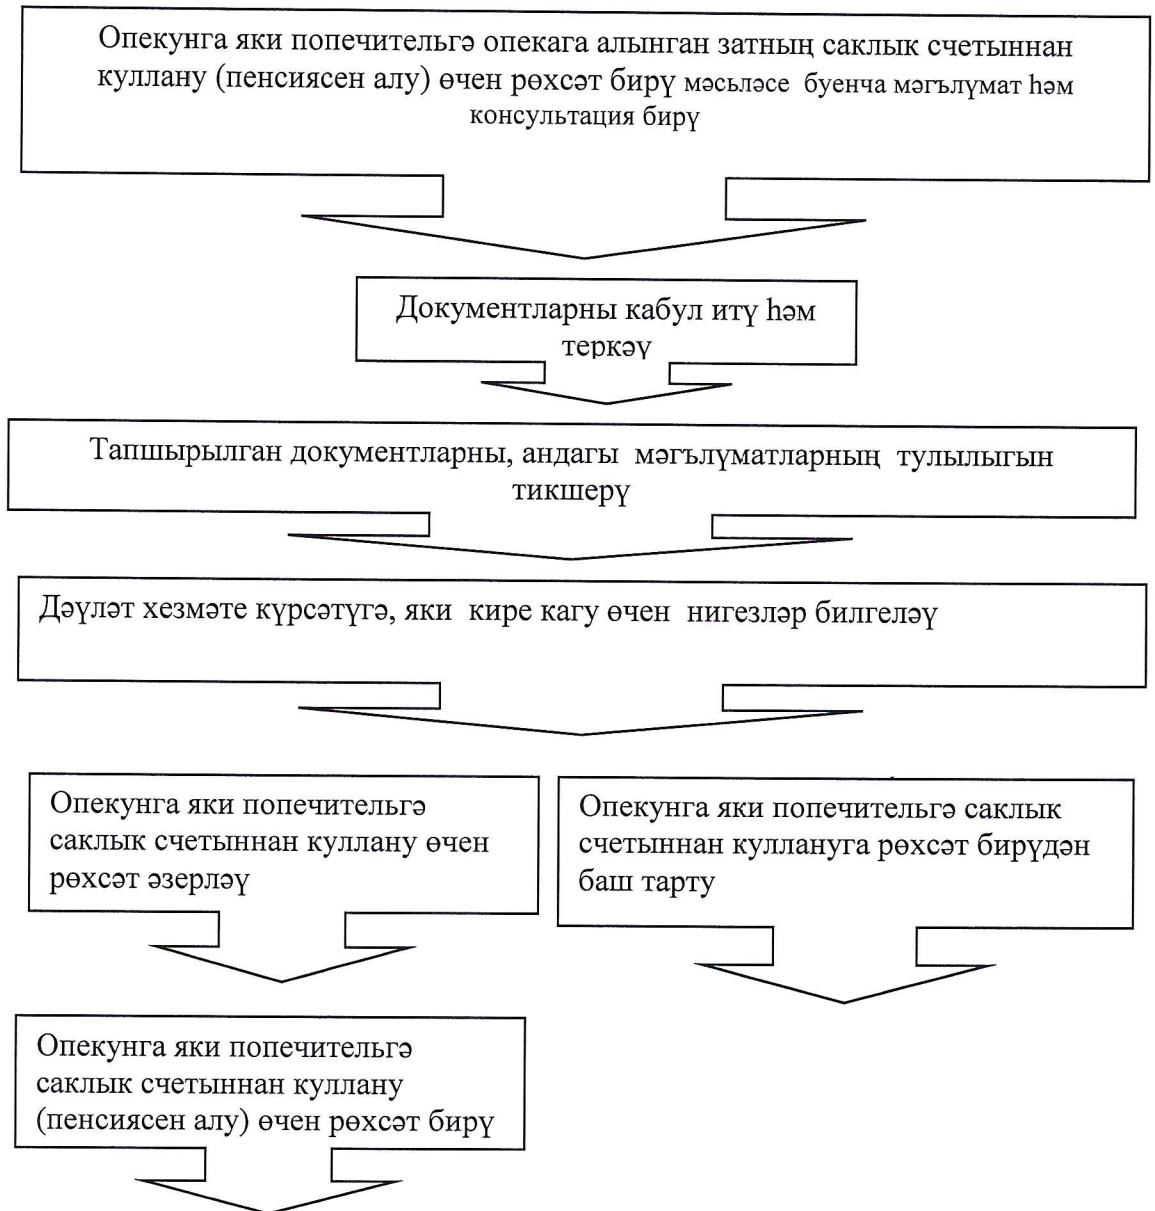 Опекунга яки попечительгә опекага алынган затның саклык счетыннан
куллану (пенсиясен алу) өчен рөхсәт бирү мәсьләсе буенча мәгълүмат һәм
консультация бирү
Документларны кабул итү һәм
теркәү
Тапшырылган документларны, андагы мәгълүматларның тулылыгын
тикшерү
Дәүләт хезмәте күрсәтүгә, яки кире кагу өчен нигезләр билгеләү
Опекунга яки попечительгә
саклык счетыннан куллану өчен
рөхсәт әзерләү
Опекунга яки попечительгә саклык
счетыннан куллануга рөхсәт бирүдән
баш тарту
Опекунга яки попечительгә
саклык счетыннан куллану
(пенсиясен алу) өчен рөхсәт бирү